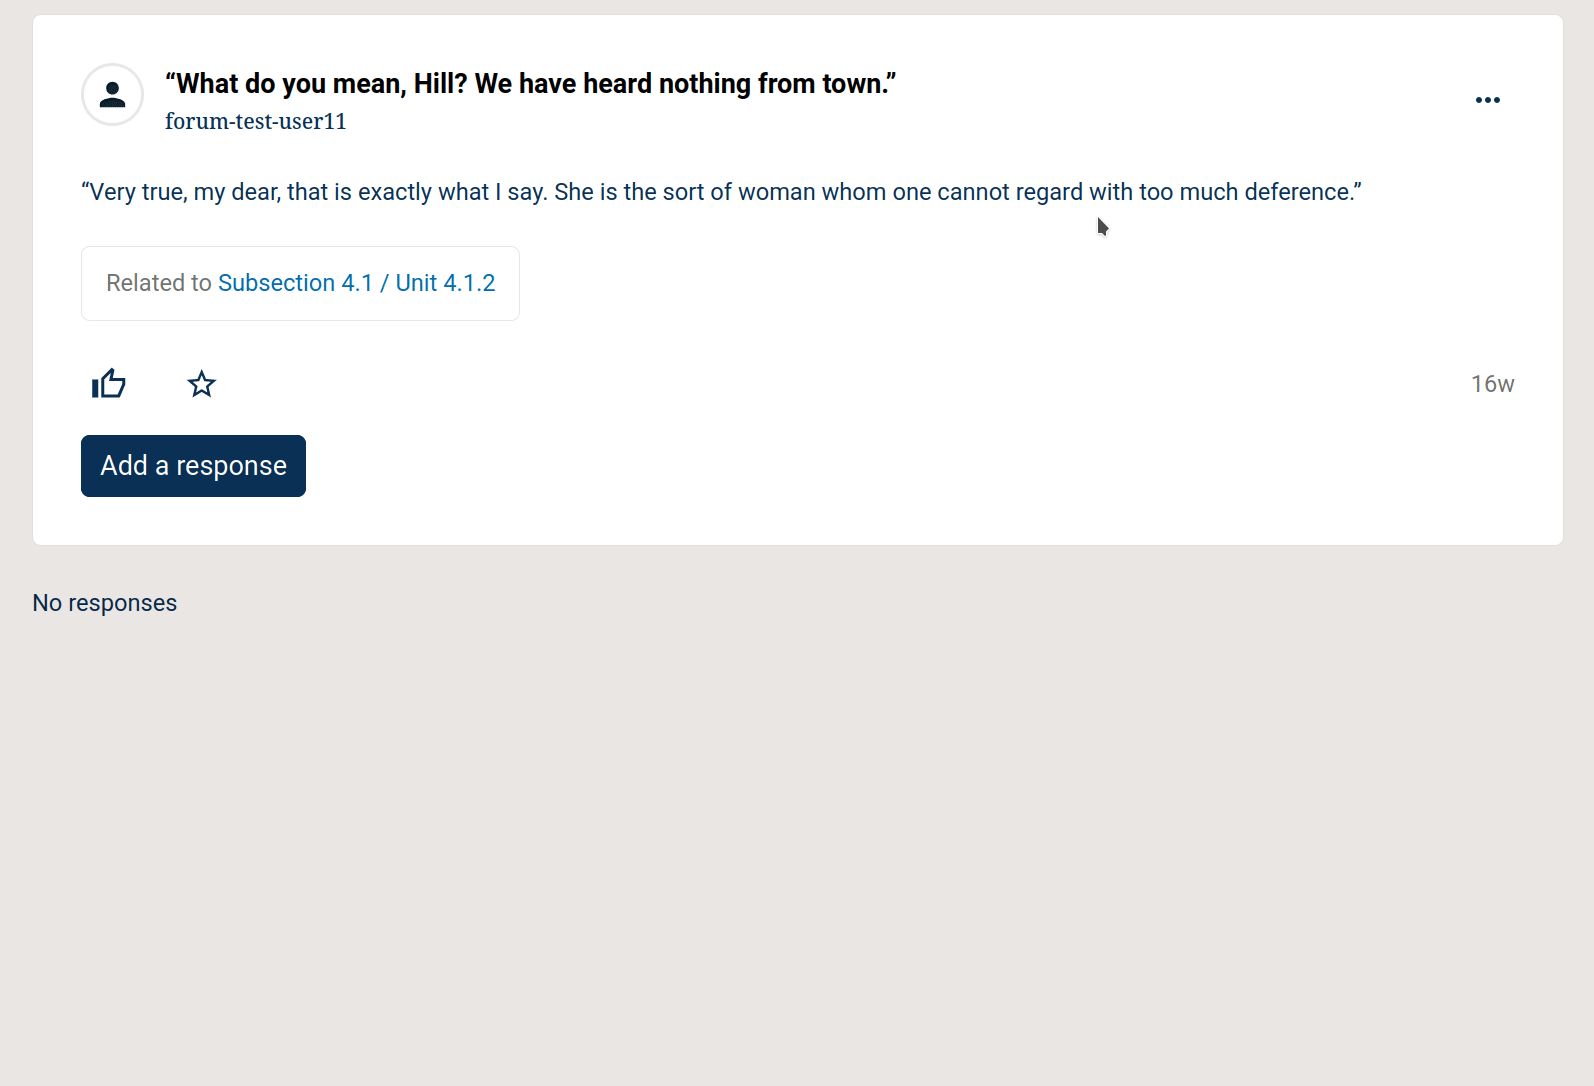 “What do you mean, Hill? We have heard nothing from town.”
forum-test-user11
“Very true, my dear, that is exactly what I say. She is the sort of woman whom one cannot regard with too much deference.”
Related to Subsection 4.1 / Unit 4.1.2
16w
Add a response
No responses